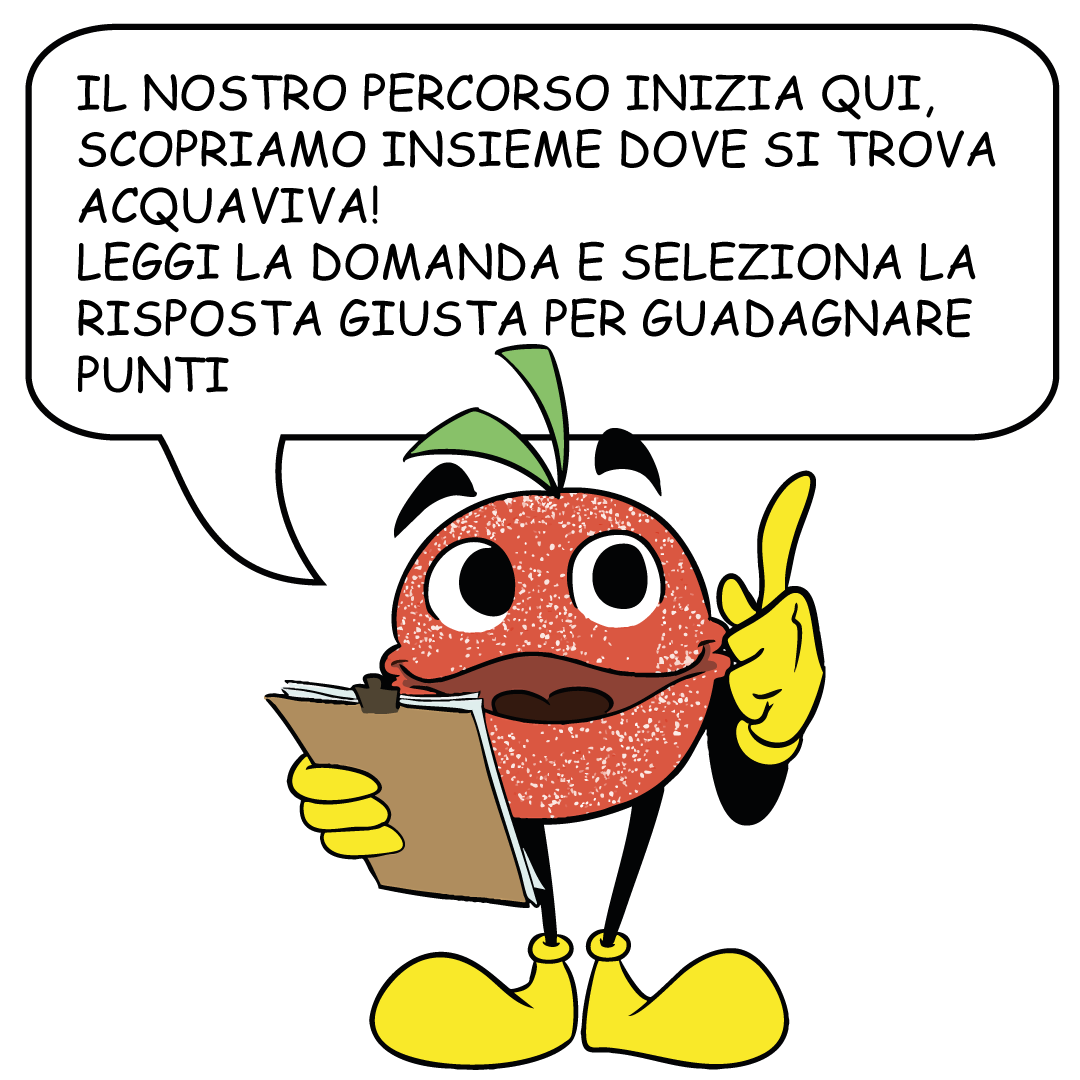 IL NOSTRO PERCORSO INIZIA QUI,
SCOPRIAMO INSIEME DOVE SI TROVA
ACQUAVIVA!
LEGGI LA DOMANDA E SELEZIONA LA
RISPOSTA GIUSTA PER GUADAGNARE
PUNTI